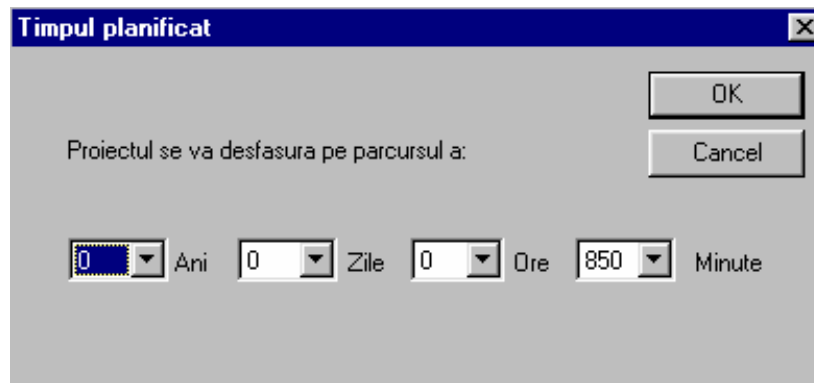 Timpul planificat
OK
Proiectul se va desfasura pe parcursul a:
Cancel
0 Ani 0 Zile 0 Ore 850 Minute